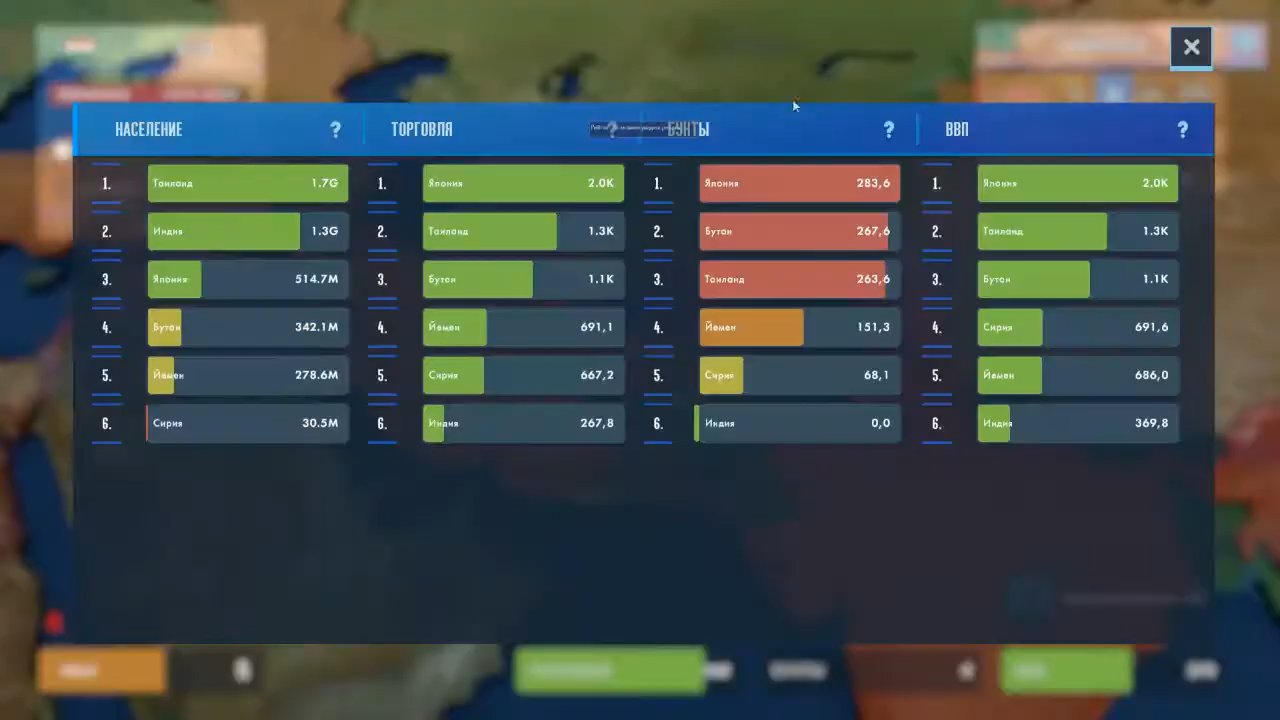 НАСЕЛЕНИЕ ?
1. Таиланд 1.7G
2. Индия 1.3G
3. Япония 514.7M
4. Бутан 342.1M
5. Йемен 278.6M
6. Сирия 30.5M
ТОРГОВЛЯ ?
1. Япония 2.0K
2. Таиланд 1.3K
3. Бутан 1.1K
4. Йемен 691,1
5. Сирия 667,2
6. Индия 267,8
БУНТЫ ?
1. Япония 283,6
2. Бутан 267,6
3. Таиланд 263,6
4. Йемен 151,3
5. Сирия 68,1
6. Индия 0,0
ВВП ?
1. Япония 2.0K
2. Таиланд 1.3K
3. Бутан 1.1K
4. Сирия 691,6
5. Йемен 686,0
6. Индия 369,8